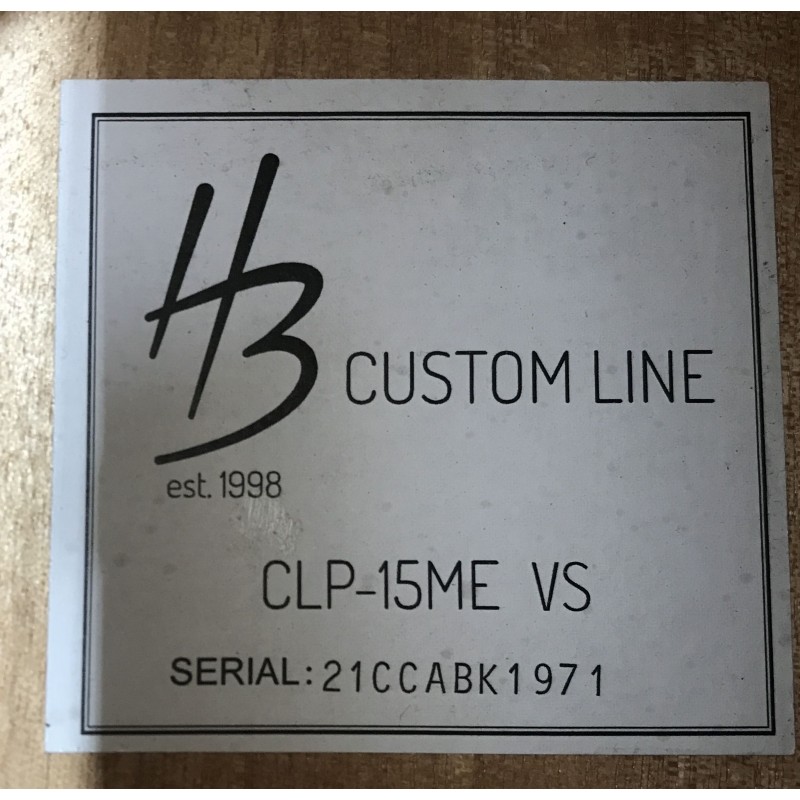 HB CUSTOM LINE
est. 1998
CLP-15ME VS
SERIAL: 21CCABK1971